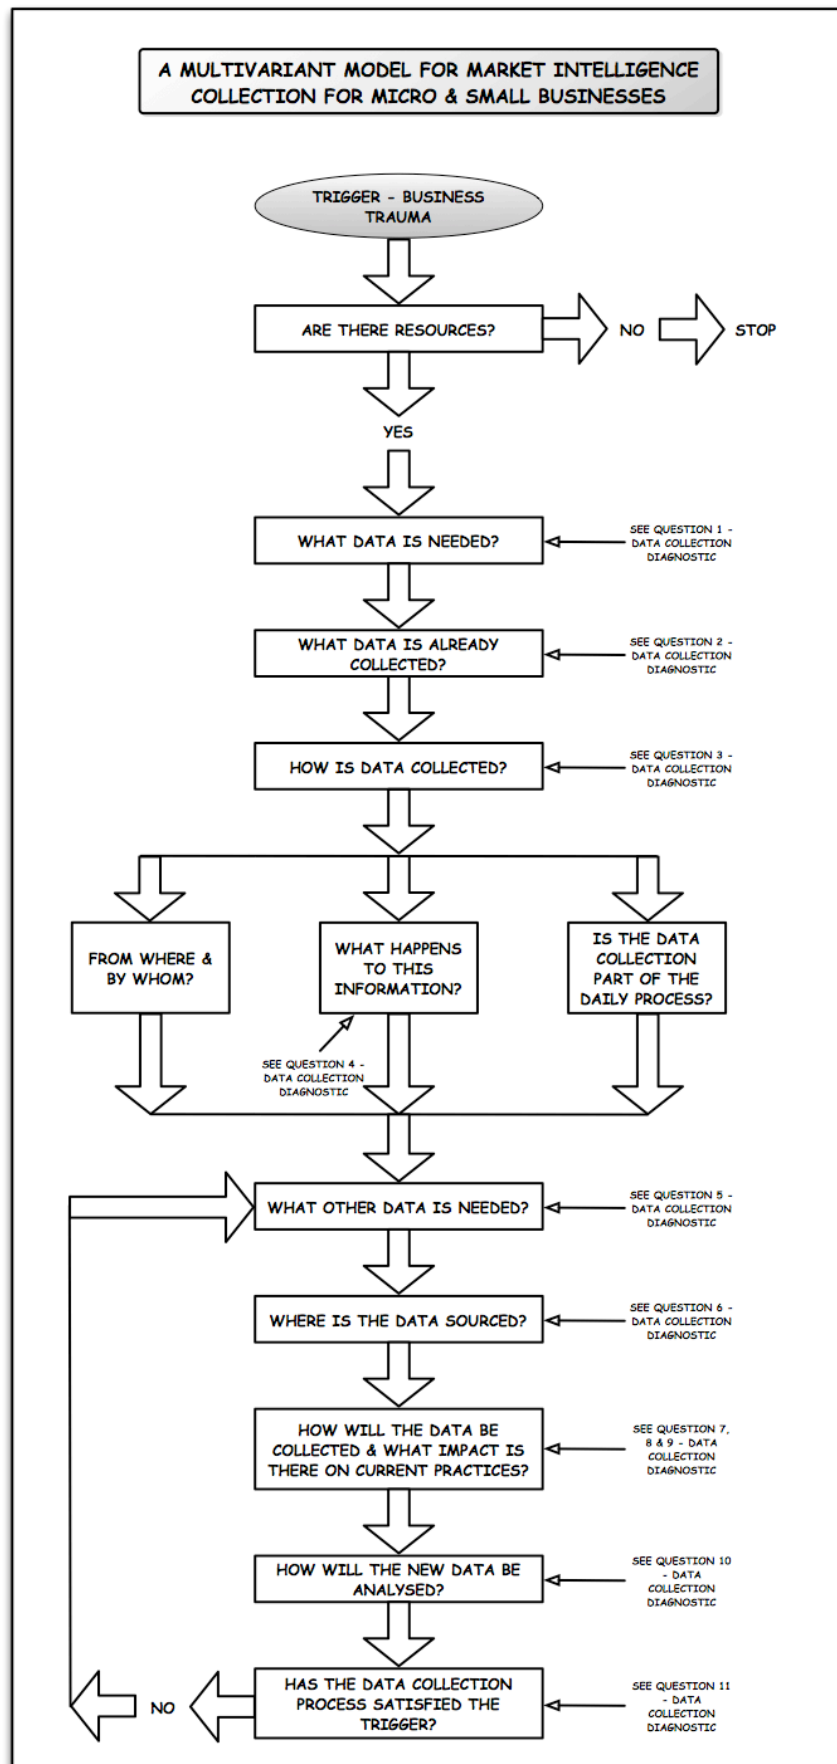 A MULTIVARIANT MODEL FOR MARKET INTELLIGENCE
COLLECTION FOR MICRO & SMALL BUSINESSES
TRIGGER - BUSINESS
TRAUMA
ARE THERE RESOURCES?
NO
STOP
YES
WHAT DATA IS NEEDED?
SEE QUESTION 1 -
DATA COLLECTION
DIAGNOSTIC
WHAT DATA IS ALREADY
COLLECTED?
SEE QUESTION 2 -
DATA COLLECTION
DIAGNOSTIC
HOW IS DATA COLLECTED?
SEE QUESTION 3 -
DATA COLLECTION
DIAGNOSTIC
FROM WHERE &
BY WHOM?
WHAT HAPPENS
TO THIS
INFORMATION?
IS THE DATA
COLLECTION
PART OF THE
DAILY PROCESS?
SEE QUESTION 4 -
DATA COLLECTION
DIAGNOSTIC
WHAT OTHER DATA IS NEEDED?
SEE QUESTION 5 -
DATA COLLECTION
DIAGNOSTIC
WHERE IS THE DATA SOURCED?
SEE QUESTION 6 -
DATA COLLECTION
DIAGNOSTIC
HOW WILL THE DATA BE
COLLECTED & WHAT IMPACT IS
THERE ON CURRENT PRACTICES?
SEE QUESTION 7,
8 & 9 - DATA
COLLECTION
DIAGNOSTIC
HOW WILL THE NEW DATA BE
ANALYSED?
SEE QUESTION 10
- DATA
COLLECTION
DIAGNOSTIC
HAS THE DATA COLLECTION
PROCESS SATISFIED THE
TRIGGER?
NO
SEE QUESTION 11
- DATA
COLLECTION
DIAGNOSTIC